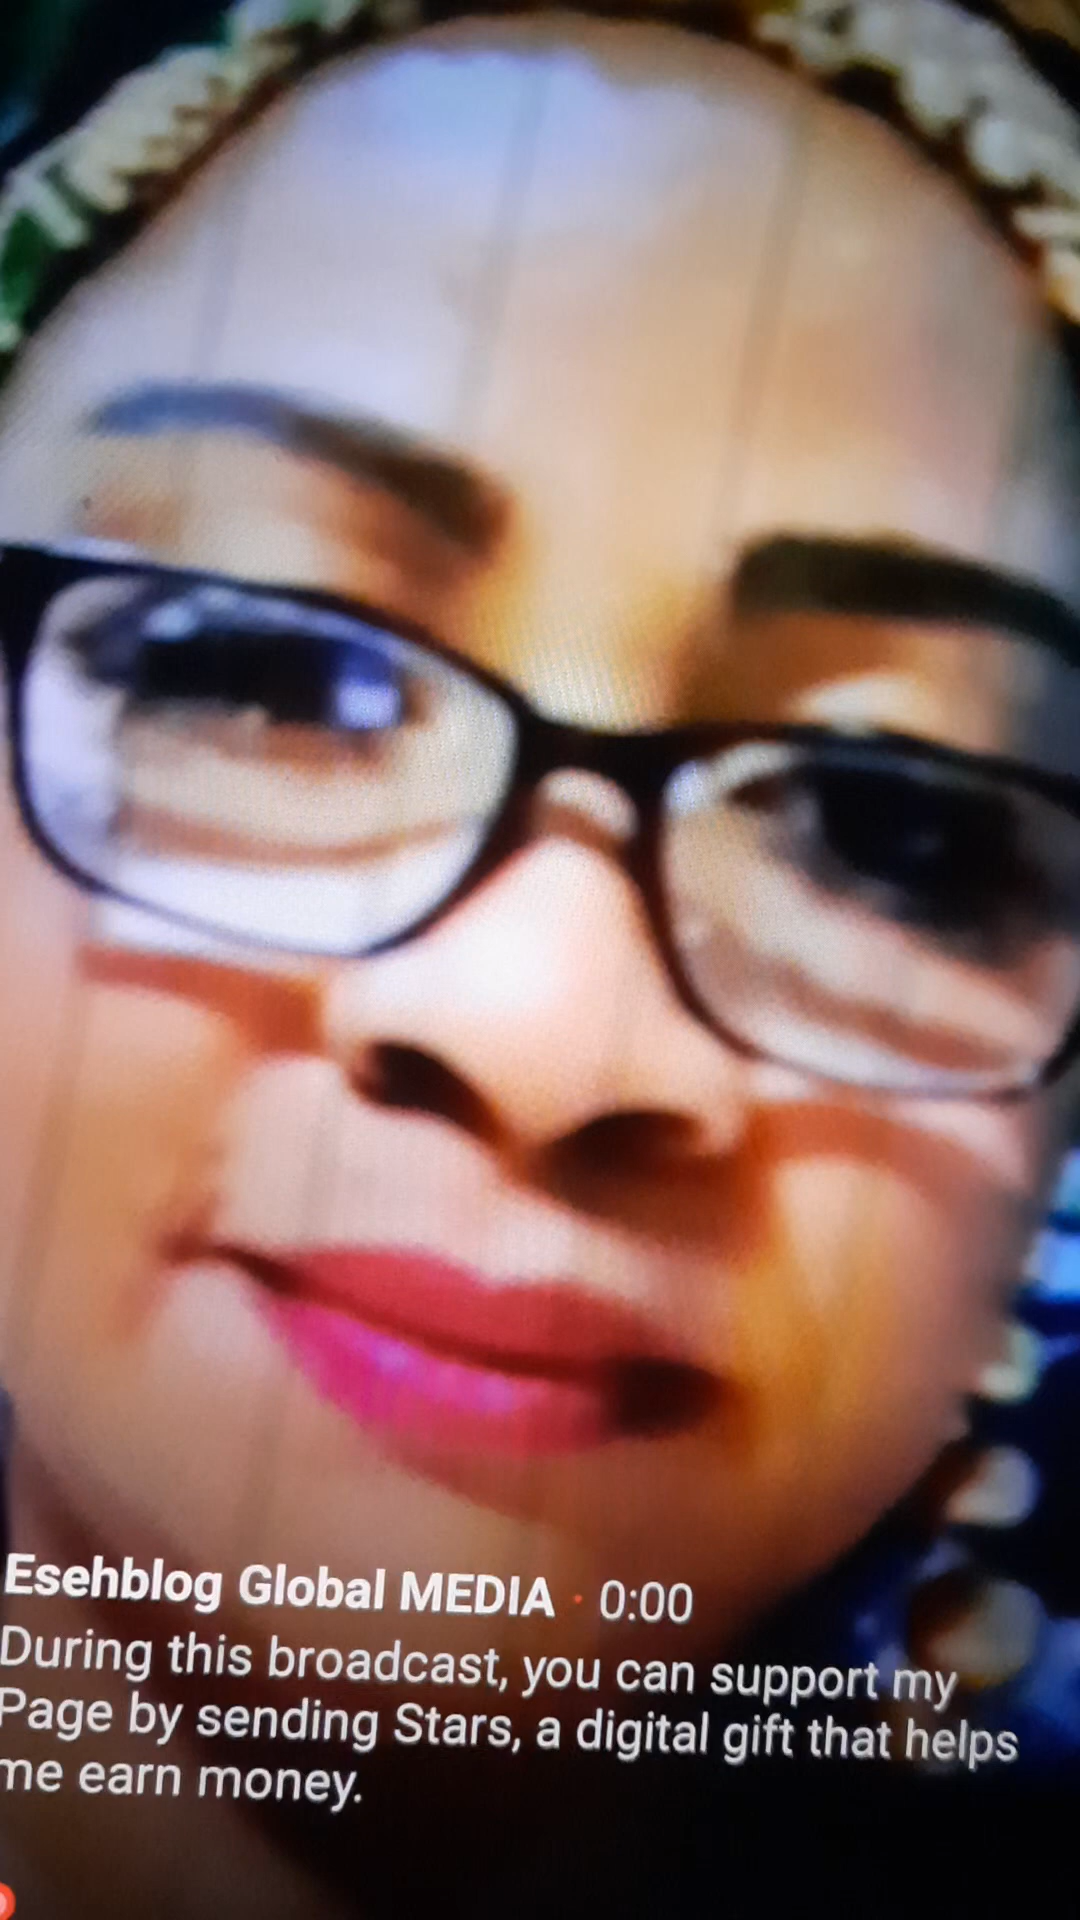 Esehblog Global MEDIA · 0:00
During this broadcast, you can support my
Page by sending Stars, a digital gift that helps
me earn money.